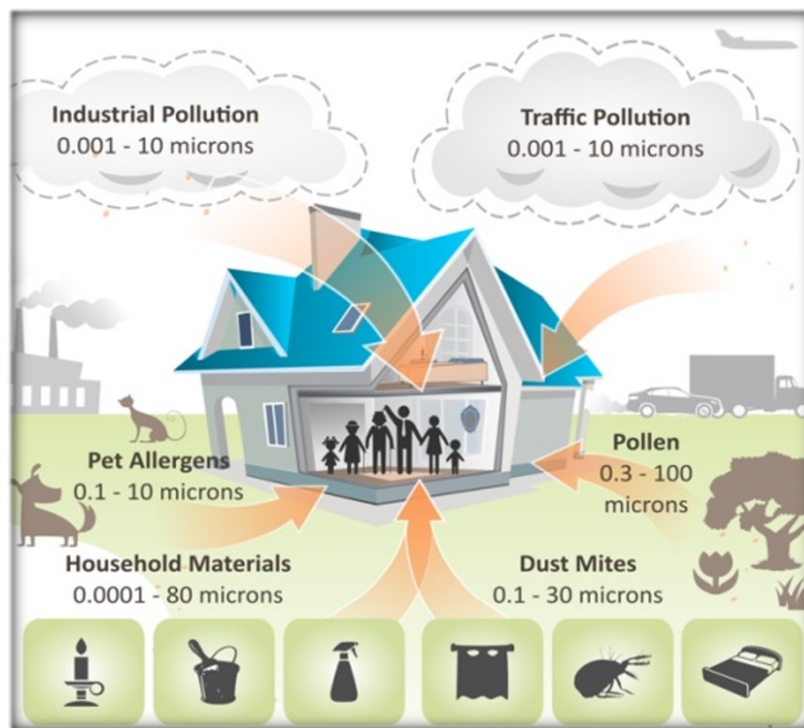 Industrial Pollution
0.001 - 10 microns
Traffic Pollution
0.001 - 10 microns
Pet Allergens
0.1 - 10 microns
Pollen
0.3 - 100
microns
Household Materials
0.0001 - 80 microns
Dust Mites
0.1 - 30 microns